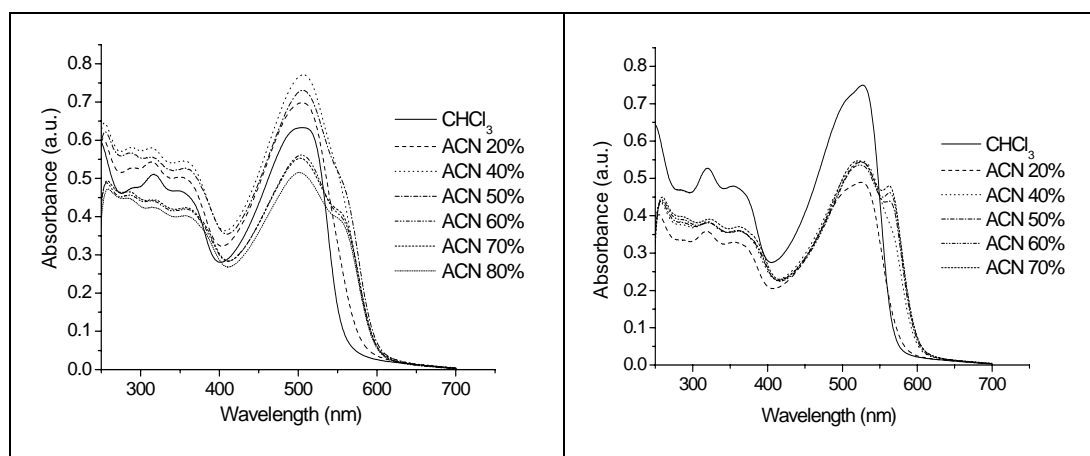 0.8
0.7
0.6
0.5
0.4
0.3
0.2
0.1
0.0
Absorbance (a.u.)
300 400 500 600 700
Wavelength (nm)
CHCl3
ACN 20%
ACN 40%
ACN 50%
ACN 60%
ACN 70%
ACN 80%
0.8
0.7
0.6
0.5
0.4
0.3
0.2
0.1
0.0
Absorbance (a.u.)
300 400 500 600 700
Wavelength (nm)
CHCl3
ACN 20%
ACN 40%
ACN 50%
ACN 60%
ACN 70%